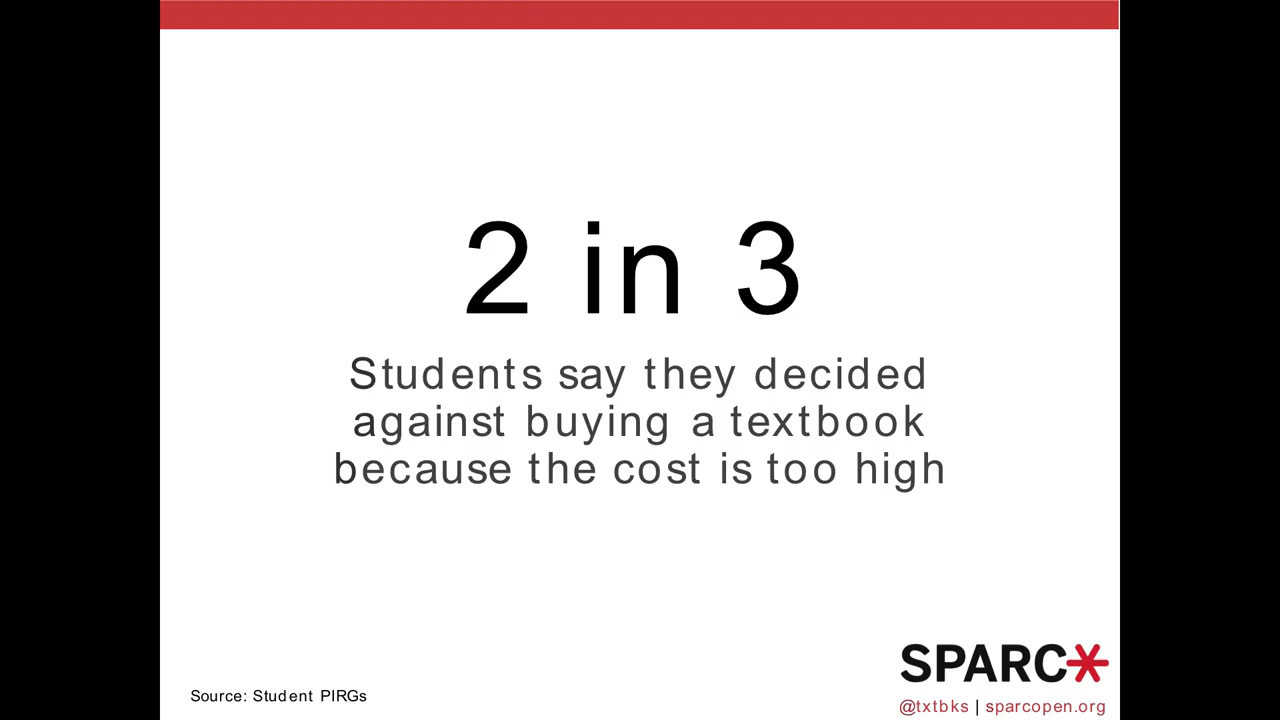 2 in 3
Students say they decided
against buying a textbook
because the cost is too high
SPARC
Source: Student PIRGs
@txtbks | sparcopen.org